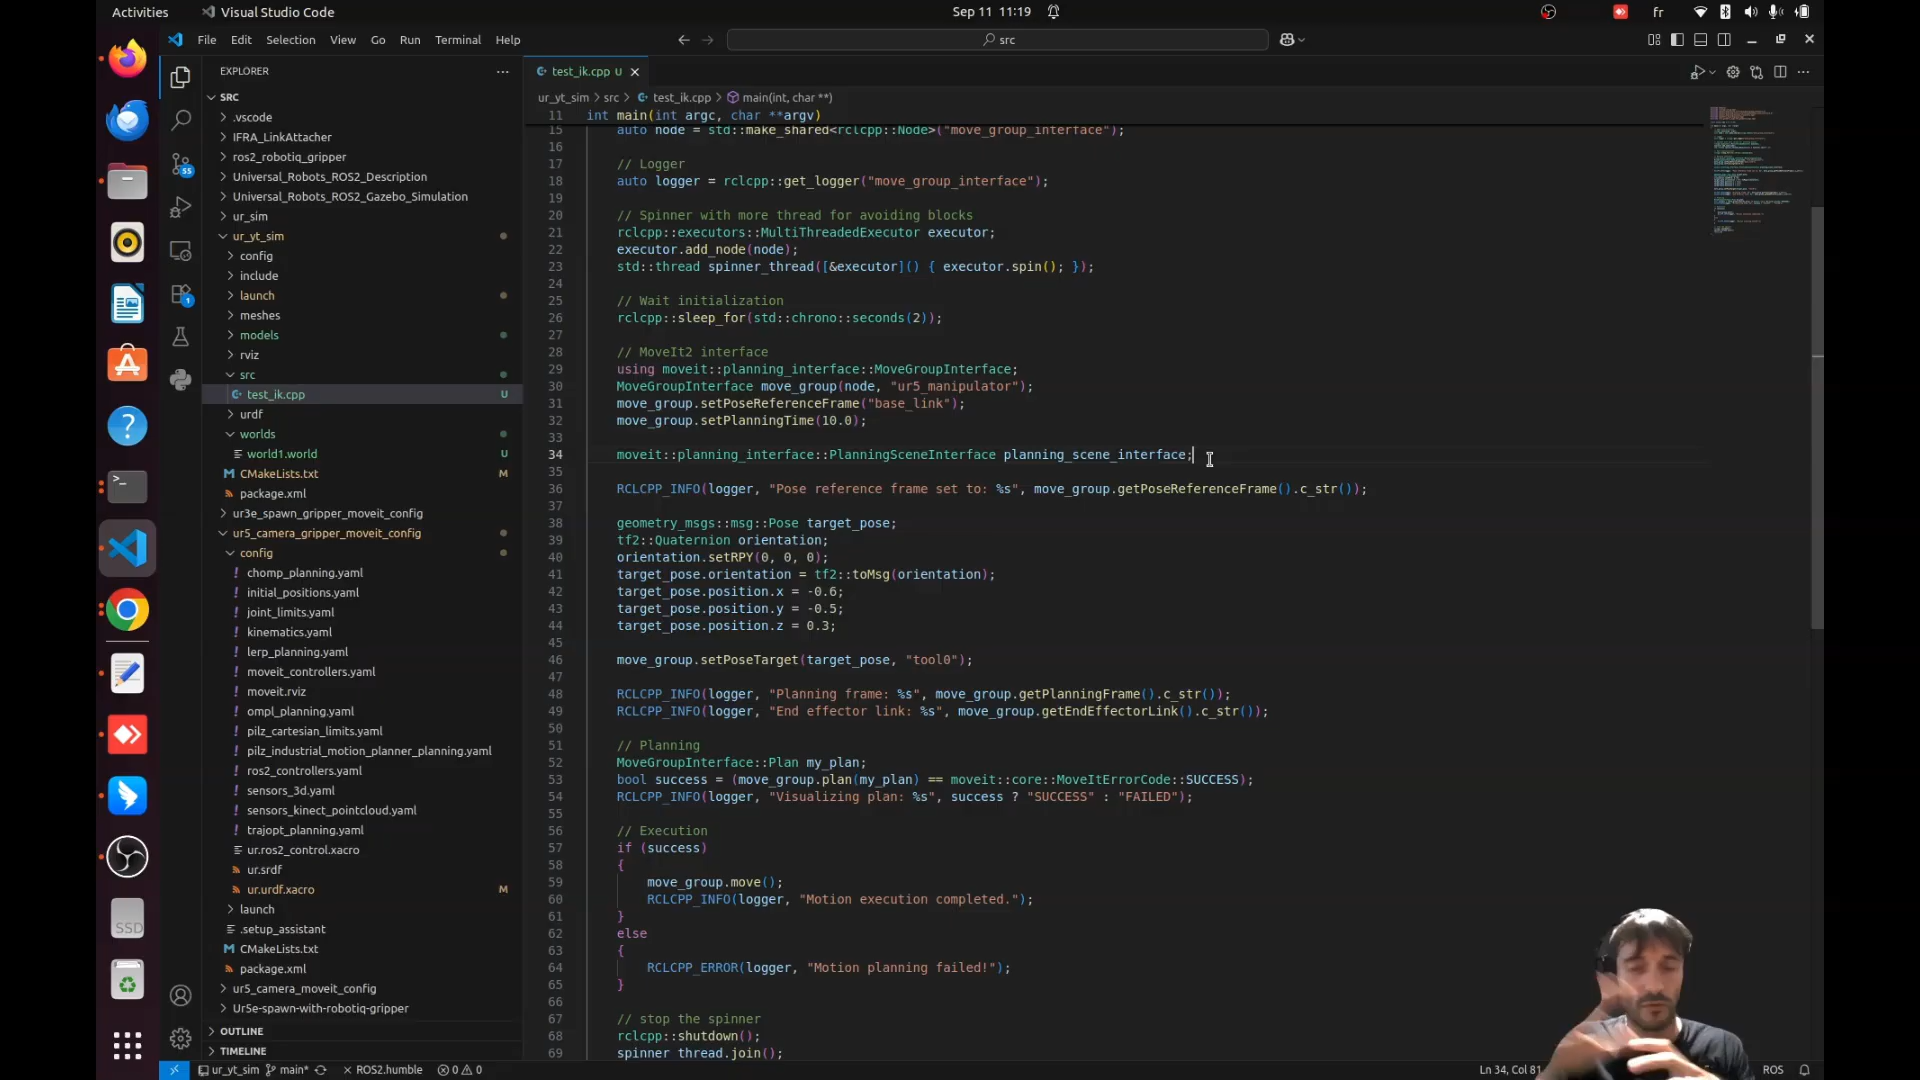 Activities
Visual Studio Code
Sep 11 11:19
fr
File Edit Selection View Go Run Terminal Help
src
EXPLORER
SRC
.vscode
IFRA_LinkAttacher
ros2_robotiq_gripper
Universal_Robots_ROS2_Description
Universal_Robots_ROS2_Gazebo_Simulation
ur_sim
ur_yt_sim
config
include
launch
meshes
models
rviz
src
test_ik.cpp U
urdf
worlds
world1.world U
CMakeLists.txt M
package.xml
ur3e_spawn_gripper_moveit_config
ur5_camera_gripper_moveit_config
config
chomp_planning.yaml
initial_positions.yaml
joint_limits.yaml
kinematics.yaml
lerp_planning.yaml
moveit_controllers.yaml
moveit.rviz
ompl_planning.yaml
pilz_cartesian_limits.yaml
pilz_industrial_motion_planner_planning.yaml
ros2_controllers.yaml
sensors_3d.yaml
sensors_kinect_pointcloud.yaml
trajopt_planning.yaml
ur.ros2_control.xacro
ur.srdf
ur.urdf.xacro M
launch
.setup_assistant
CMakeLists.txt
package.xml
ur5_camera_moveit_config
Ur5e-spawn-with-robotiq-gripper
OUTLINE
TIMELINE
55
1
SSD
test_ik.cpp U
ur_yt_sim > src > test_ik.cpp > main(int, char **)
11 int main(int argc, char **argv)
15 auto node = std::make_shared<rclcpp::Node>("move_group_interface");
16
17 // Logger
18 auto logger = rclcpp::get_logger("move_group_interface");
19
20 // Spinner with more thread for avoiding blocks
21 rclcpp::executors::MultiThreadedExecutor executor;
22 executor.add_node(node);
23 std::thread spinner_thread([&executor]() { executor.spin(); });
24
25 // Wait initialization
26 rclcpp::sleep_for(std::chrono::seconds(2));
27
28 // MoveIt2 interface
29 using moveit::planning_interface::MoveGroupInterface;
30 MoveGroupInterface move_group(node, "ur5_manipulator");
31 move_group.setPoseReferenceFrame("base_link");
32 move_group.setPlanningTime(10.0);
33
34 moveit::planning_interface::PlanningSceneInterface planning_scene_interface;
35
36 RCLCPP_INFO(logger, "Pose reference frame set to: %s", move_group.getPoseReferenceFrame().c_str());
37
38 geometry_msgs::msg::Pose target_pose;
39 tf2::Quaternion orientation;
40 orientation.setRPY(0, 0, 0);
41 target_pose.orientation = tf2::toMsg(orientation);
42 target_pose.position.x = -0.6;
43 target_pose.position.y = -0.5;
44 target_pose.position.z = 0.3;
45
46 move_group.setPoseTarget(target_pose, "tool0");
47
48 RCLCPP_INFO(logger, "Planning frame: %s", move_group.getPlanningFrame().c_str());
49 RCLCPP_INFO(logger, "End effector link: %s", move_group.getEndEffectorLink().c_str());
50
51 // Planning
52 MoveGroupInterface::Plan my_plan;
53 bool success = (move_group.plan(my_plan) == moveit::core::MoveItErrorCode::SUCCESS);
54 RCLCPP_INFO(logger, "Visualizing plan: %s", success ? "SUCCESS" : "FAILED");
55
56 // Execution
57 if (success)
58 {
59 move_group.move();
60 RCLCPP_INFO(logger, "Motion execution completed.");
61 }
62 else
63 {
64 RCLCPP_ERROR(logger, "Motion planning failed!");
65 }
66
67 // stop the spinner
68 rclcpp::shutdown();
69 spinner_thread.join();
ur_yt_sim main* ROS2.humble 0 0
Ln 34, Col 81
ROS